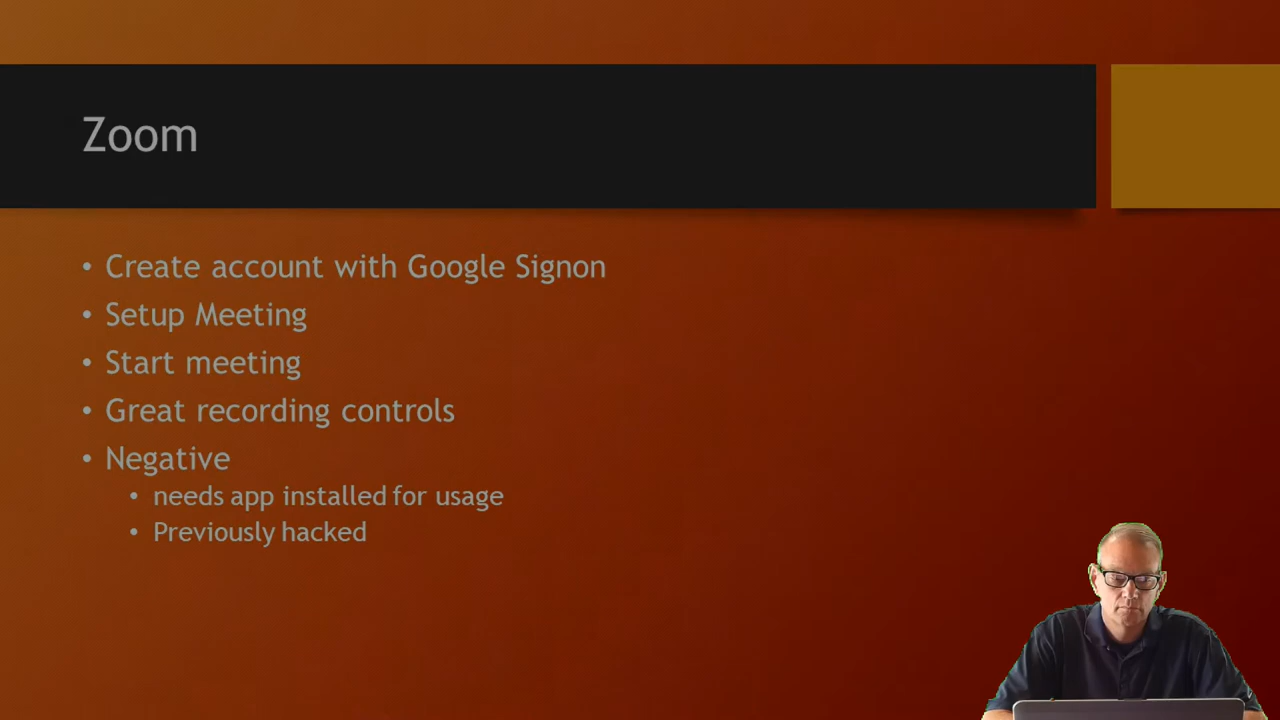 Zoom
• Create account with Google Signon
• Setup Meeting
• Start meeting
• Great recording controls
• Negative
• needs app installed for usage
• Previously hacked